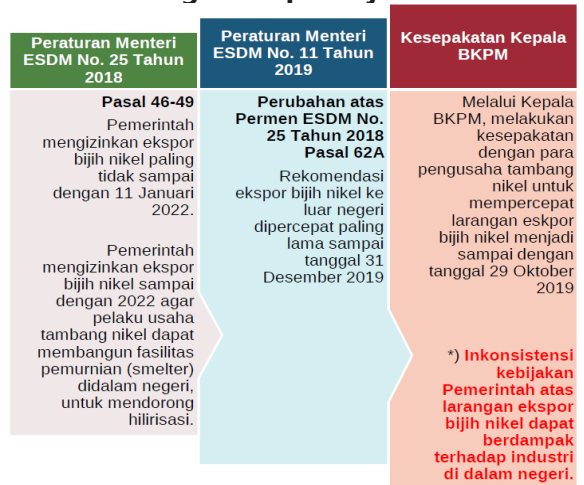 Peraturan Menteri
ESDM No. 25 Tahun
2018
Pasal 46-49
Pemerintah
mengizinkan ekspor
bijih nikel paling
tidak sampai
dengan 11 Januari
2022.
Pemerintah
mengizinkan ekspor
bijih nikel sampai
dengan 2022 agar
pelaku usaha
tambang nikel dapat
membangun fasilitas
pemurnian (smelter)
didalam negeri,
untuk mendorong
hilirisasi.
Peraturan Menteri
ESDM No. 11 Tahun
2019
Perubahan atas
Permen ESDM No.
25 Tahun 2018
Pasal 62A
Rekomendasi
ekspor bijih nikel ke
luar negeri
dipercepat paling
lama sampai
tanggal 31
Desember 2019
Kesepakatan Kepala
BKPM
Melalui Kepala
BKPM, melakukan
kesepakatan
dengan para
pengusaha tambang
nikel untuk
mempercepat
larangan eskpor
bijih nikel menjadi
sampai dengan
tanggal 29 Oktober
2019
*) Inkonsistensi
kebijakan
Pemerintah atas
larangan ekspor
bijih nikel dapat
berdampak
terhadap industri
di dalam negeri.